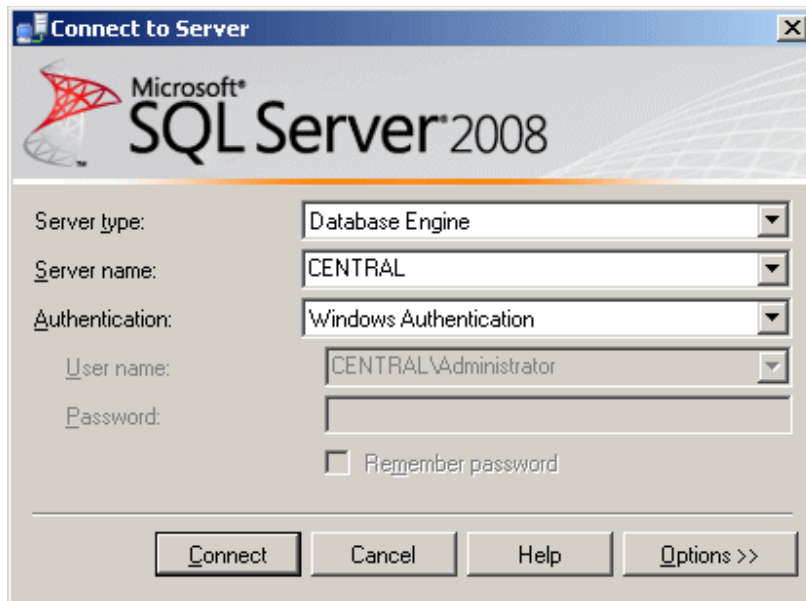 Connect to Server
Microsoft®
SQL Server® 2008
™
Server type: Database Engine
Server name: CENTRAL
Authentication: Windows Authentication
User name: CENTRAL\Administrator
Password:
Remember password
Connect Cancel Help Options >>